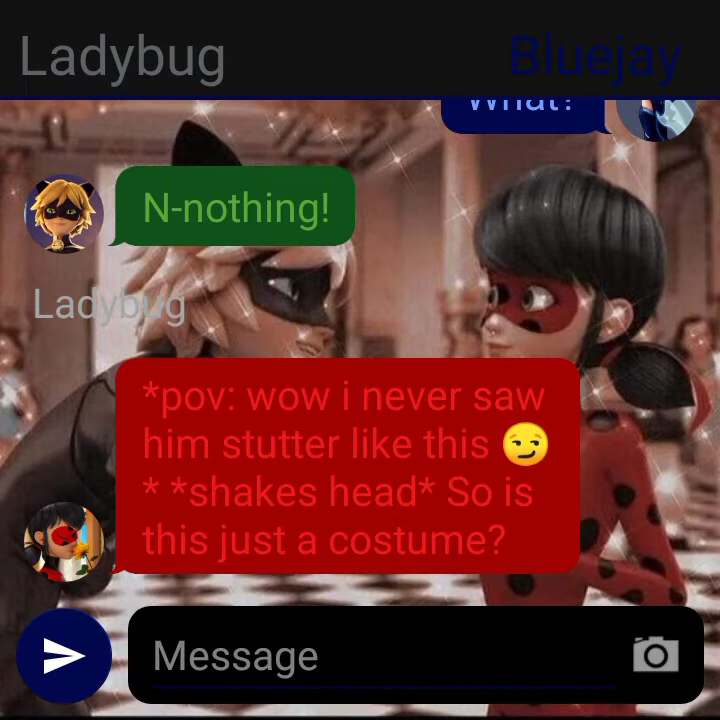 Ladybug
Bluejay
What?
N-nothing!
Ladybug
*pov: wow i never saw
him stutter like this 😏
* *shakes head* So is
this just a costume?
Message